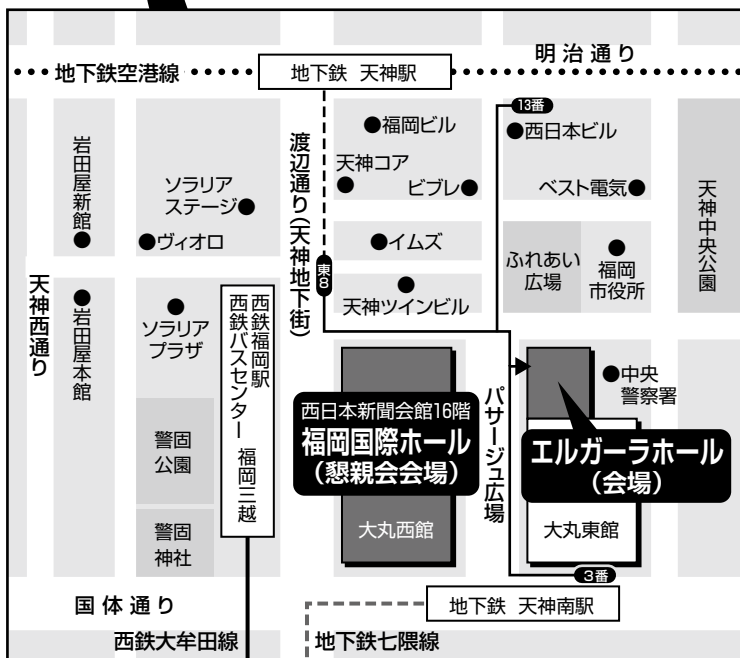 明治通り
地下鉄空港線
地下鉄 天神駅
13番
福岡ビル
西日本ビル
岩田屋新館
渡辺通り(天神地下街)
天神コア
ビブレ
ソラリア
ステージ
ベスト電気
天神中央公園
ヴィオロ
イムズ
ふれあい
広場
福岡
市役所
東8
天神ツインビル
天神西通り
岩田屋本館
ソラリア
プラザ
西鉄福岡駅
西鉄バスセンター 福岡三越
中央
警察署
西日本新聞会館16階
福岡国際ホール
(懇親会会場)
パサージュ広場
エルガーラホール
(会場)
警固
公園
大丸西館
大丸東館
警固
神社
3番
国体通り
地下鉄 天神南駅
西鉄大牟田線
地下鉄七隈線